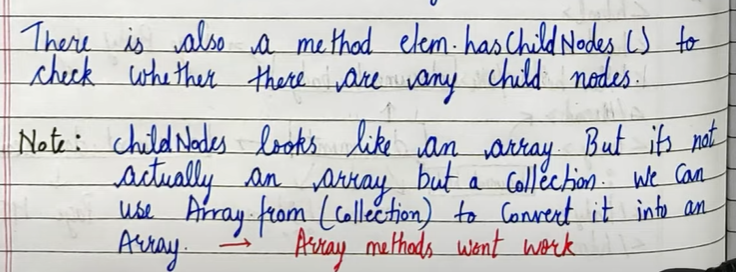 There is also a method elem.hasChildNodes() to
check whether there are any child nodes.
Note: childNodes looks like an array. But its not
actually an array but a collection. We can
use Array.from(collection) to convert it into an
Array. → Array methods wont work